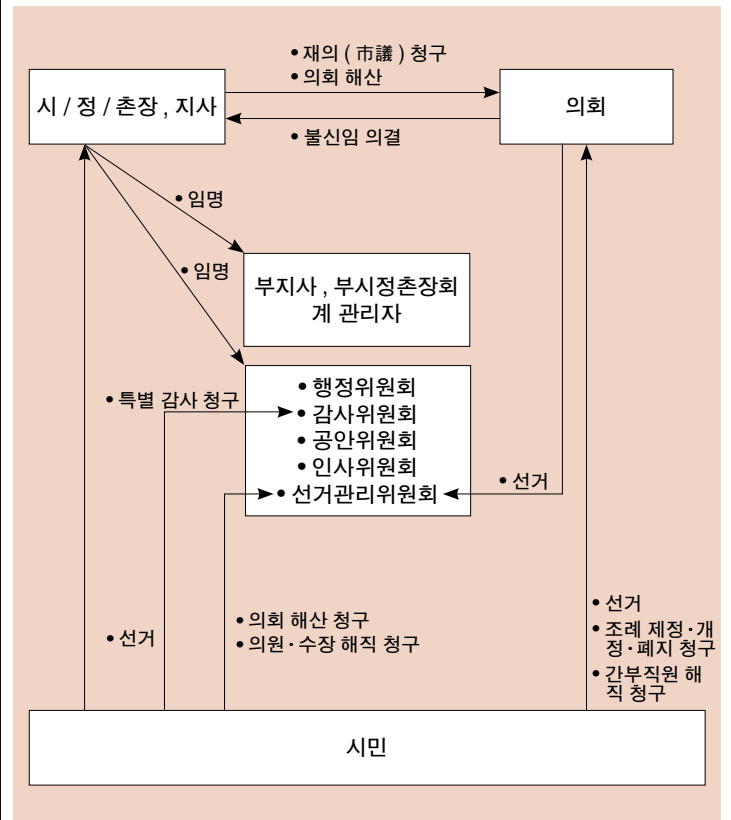 • 재의 ( 市議 ) 청구
• 의회 해산
시 / 정 / 촌장 , 지사
의회
• 불신임 의결
• 임명
• 임명
부지사 , 부시정촌장회
계 관리자
• 행정위원회
• 특별 감사 청구
• 감사위원회
• 공안위원회
• 인사위원회
• 선거관리위원회
• 선거
• 선거
• 의회 해산 청구
• 의원·수장 해직 청구
• 선거
• 조례 제정·개
정·폐지 청구
• 간부직원 해
직 청구
시민